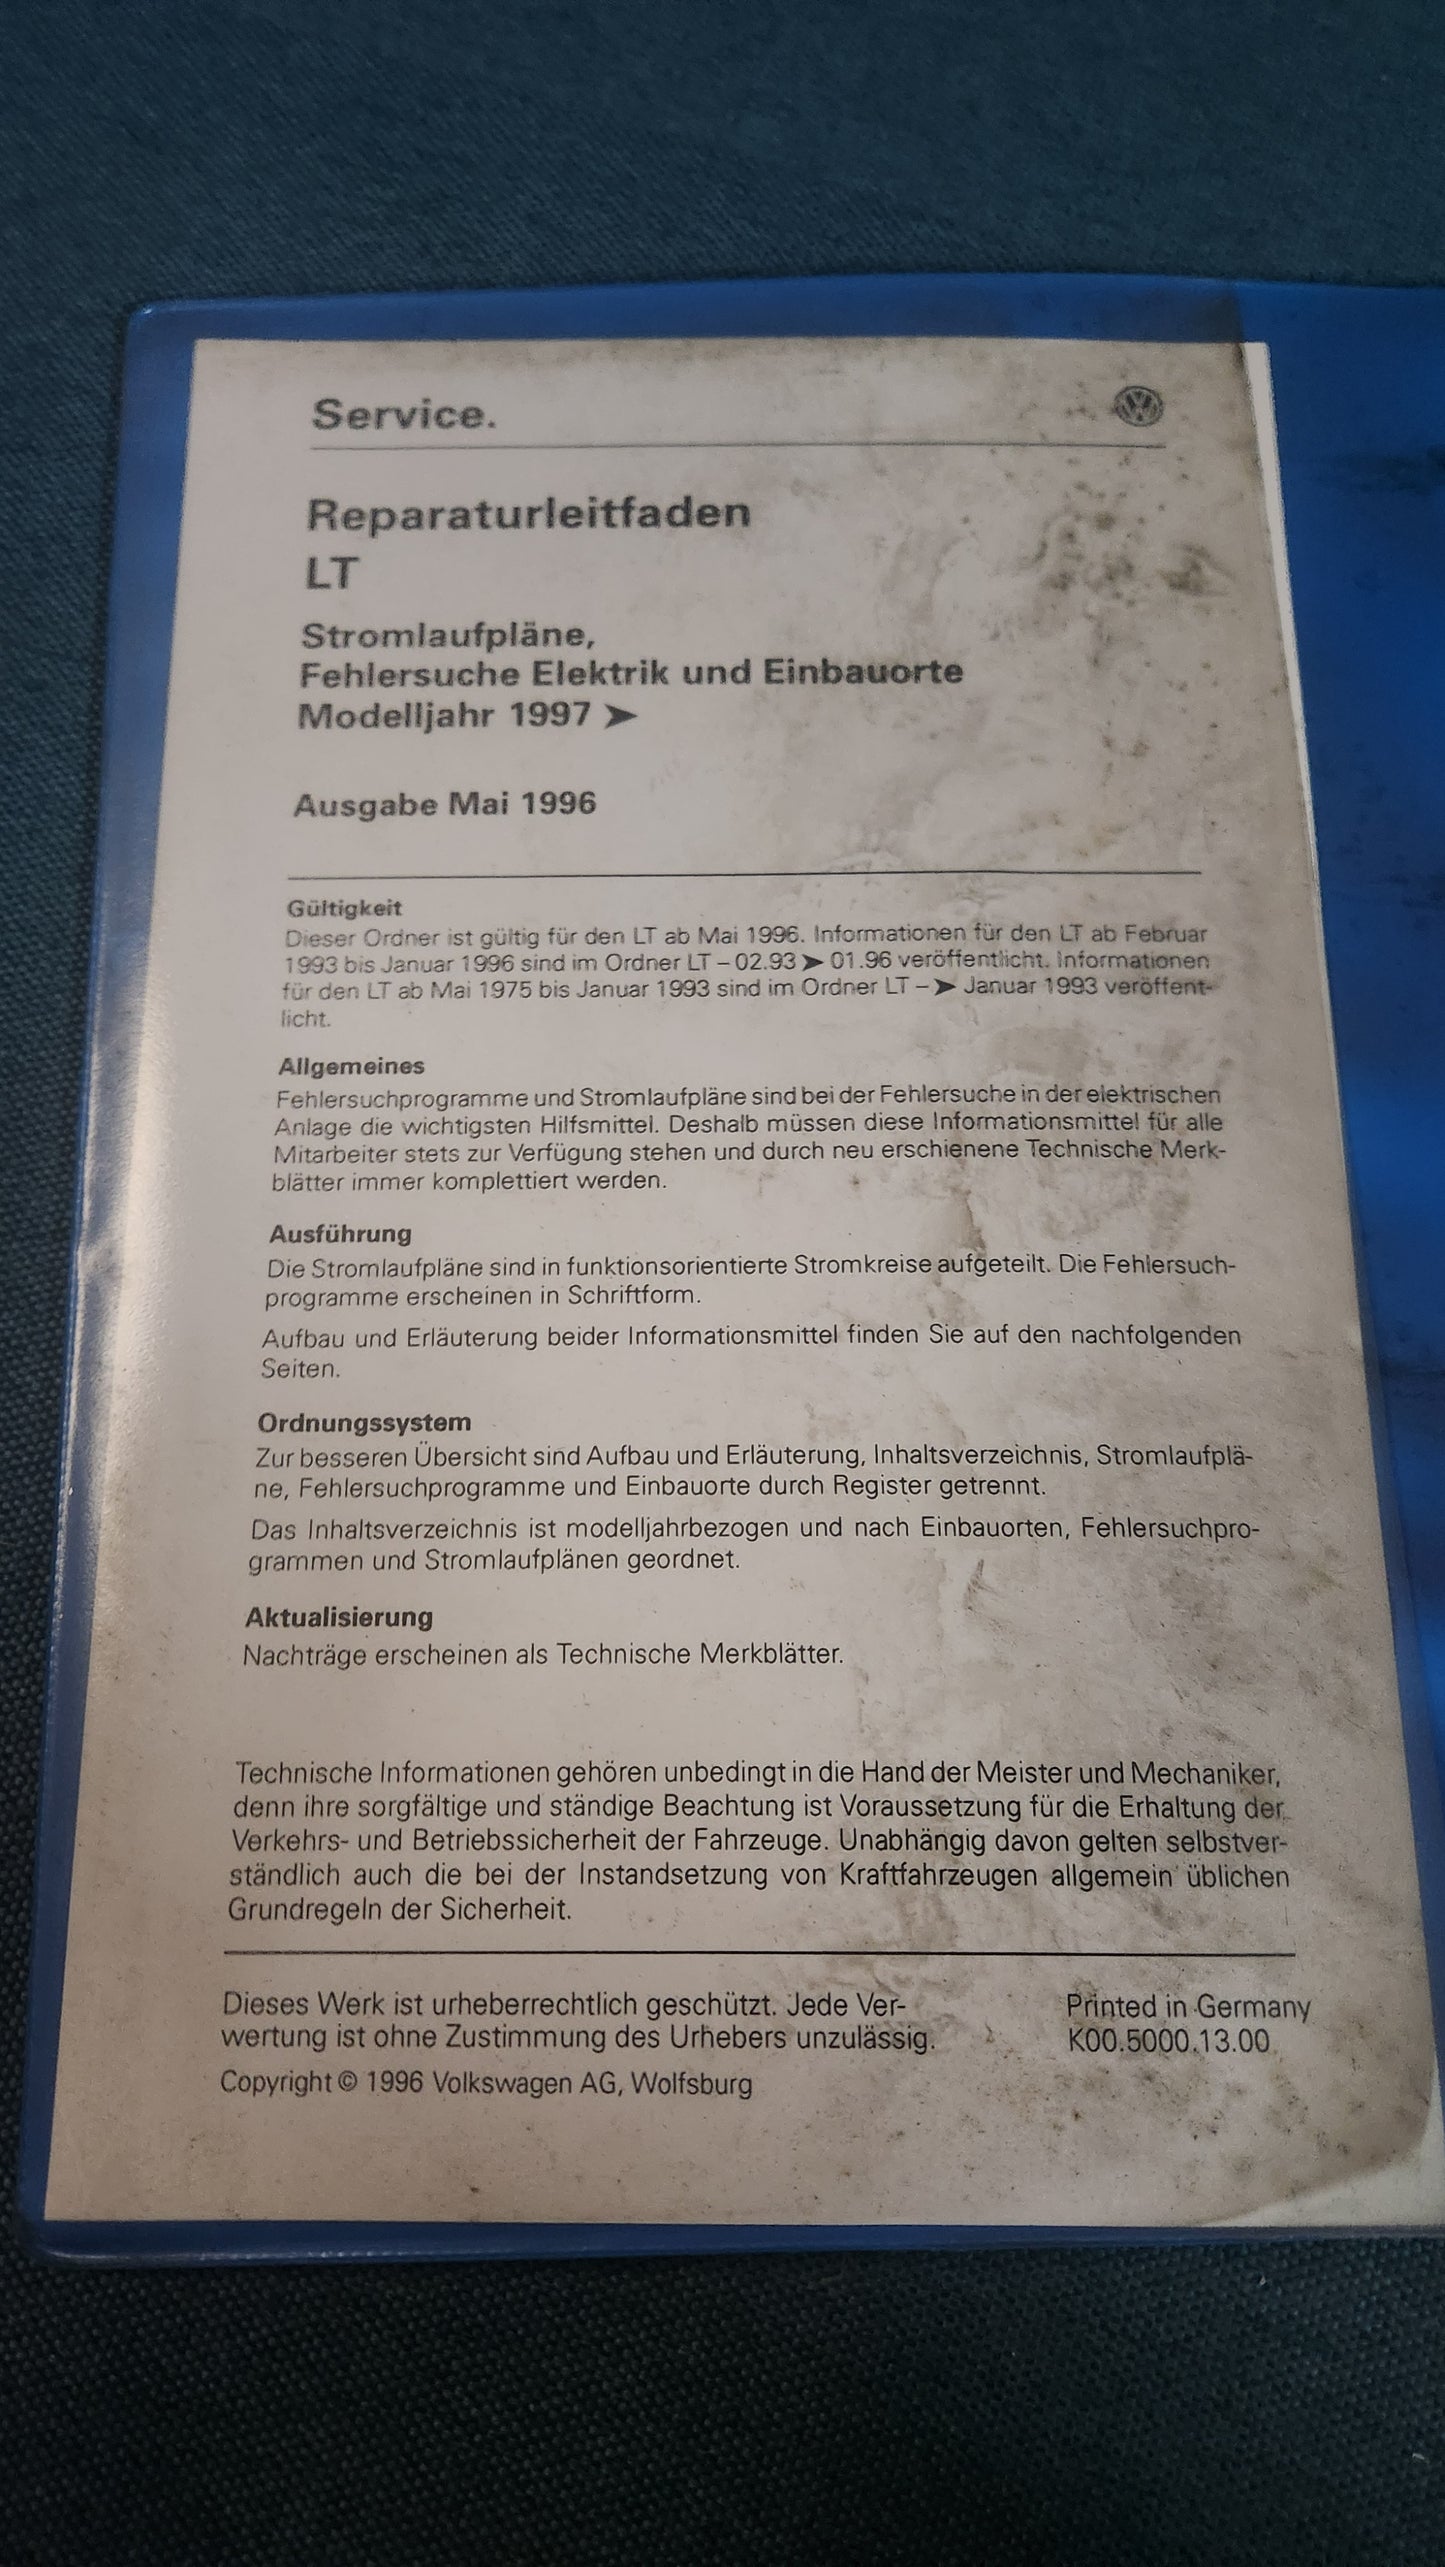 Service.
Reparaturleitfaden
LT
Stromlaufpläne,
Fehlersuche Elektrik und Einbauorte
Modelljahr 1997 ➤
Ausgabe Mai 1996
Gültigkeit
Dieser Ordner ist gültig für den LT ab Mai 1996. Informationen für den LT ab Februar
1993 bis Januar 1996 sind im Ordner LT – 02.93 ➤ 01.96 veröffentlicht. Informationen
für den LT ab Mai 1975 bis Januar 1993 sind im Ordner LT – ➤ Januar 1993 veröffent-
licht.
Allgemeines
Fehlersuchprogramme und Stromlaufpläne sind bei der Fehlersuche in der elektrischen
Anlage die wichtigsten Hilfsmittel. Deshalb müssen diese Informationsmittel für alle
Mitarbeiter stets zur Verfügung stehen und durch neu erschienene Technische Merk-
blätter immer komplettiert werden.
Ausführung
Die Stromlaufpläne sind in funktionsorientierte Stromkreise aufgeteilt. Die Fehlersuch-
programme erscheinen in Schriftform.
Aufbau und Erläuterung beider Informationsmittel finden Sie auf den nachfolgenden
Seiten.
Ordnungssystem
Zur besseren Übersicht sind Aufbau und Erläuterung, Inhaltsverzeichnis, Stromlaufplä-
ne, Fehlersuchprogramme und Einbauorte durch Register getrennt.
Das Inhaltsverzeichnis ist modelljahrbezogen und nach Einbauorten, Fehlersuchpro-
grammen und Stromlaufplänen geordnet.
Aktualisierung
Nachträge erscheinen als Technische Merkblätter.
Technische Informationen gehören unbedingt in die Hand der Meister und Mechaniker,
denn ihre sorgfältige und ständige Beachtung ist Voraussetzung für die Erhaltung der
Verkehrs- und Betriebssicherheit der Fahrzeuge. Unabhängig davon gelten selbstver-
ständlich auch die bei der Instandsetzung von Kraftfahrzeugen allgemein üblichen
Grundregeln der Sicherheit.
Dieses Werk ist urheberrechtlich geschützt. Jede Ver-
wertung ist ohne Zustimmung des Urhebers unzulässig.
Copyright © 1996 Volkswagen AG, Wolfsburg
Printed in Germany
K00.5000.13.00